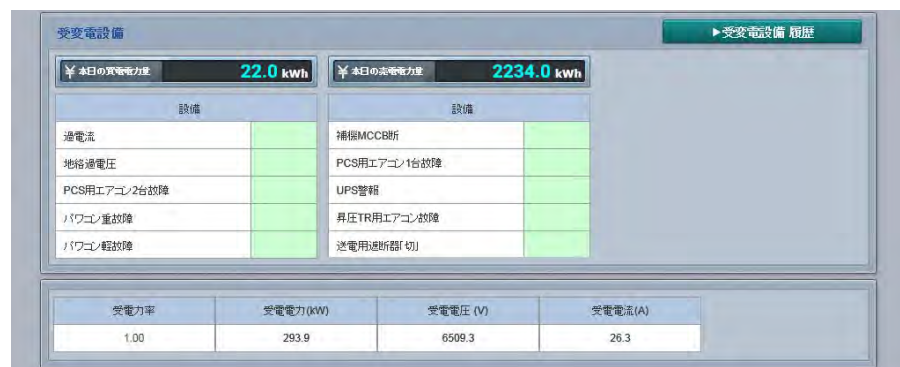 受変電設備
▶受変電設備 履歴
¥ 本日の買電電力量 22.0 kWh
¥ 本日の売電電力量 2234.0 kWh
設備 設備
過電流 補機MCCB断
地絡過電圧 PCS用エアコン1台故障
PCS用エアコン2台故障 UPS警報
パワコン重故障 昇圧TR用エアコン故障
パワコン軽故障 送電用遮断器「切」
受電力率 受電電力(kW) 受電電圧 (V) 受電電流(A)
1.00 293.9 6509.3 26.3